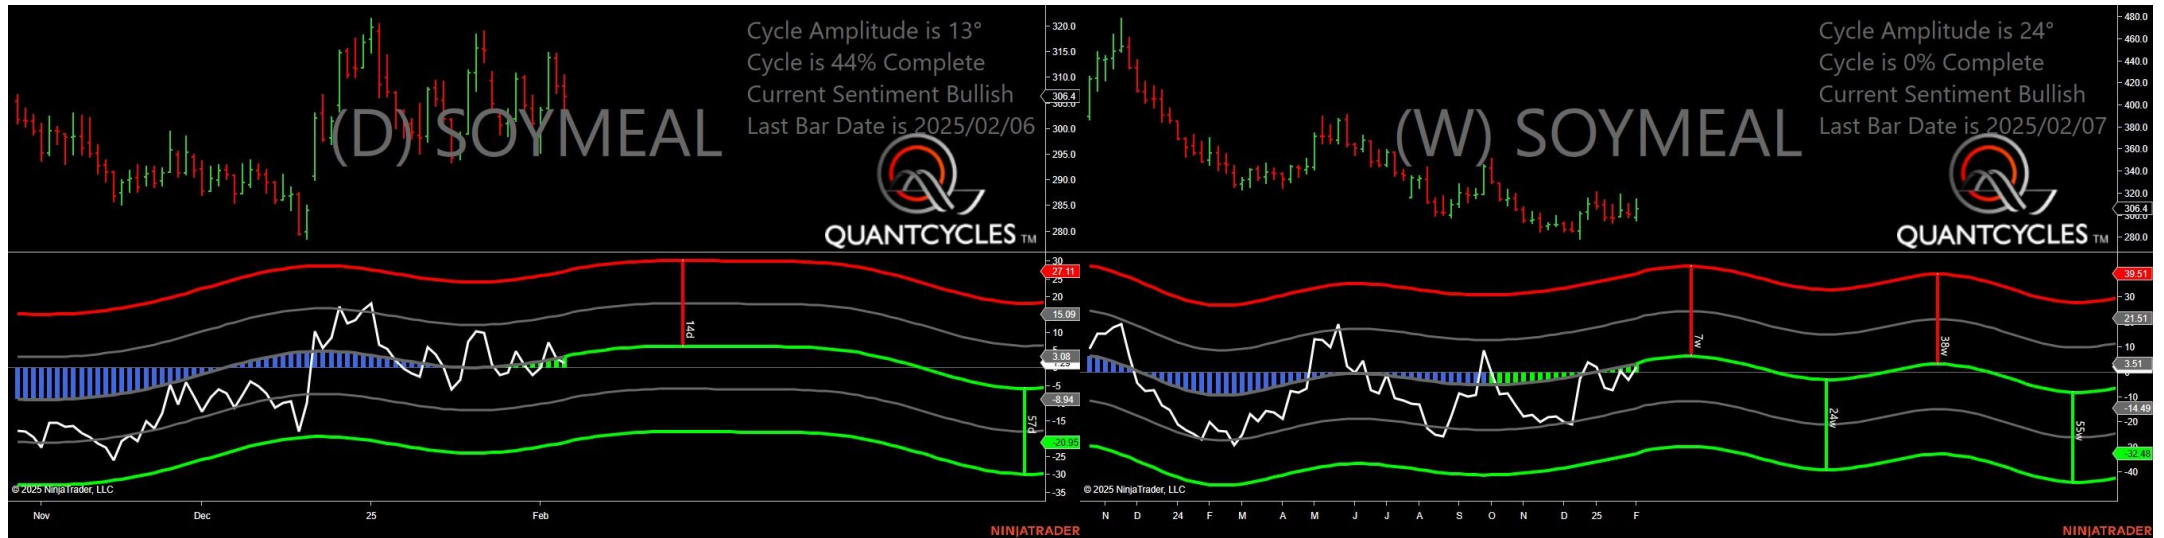 Cycle Amplitude is 13°
Cycle is 44% Complete
Current Sentiment Bullish
Last Bar Date is 2025/02/06
(D) SOYMEAL
QUANTCYCLES TM
320.0
315.0
310.0
306.4
305.0
300.0
295.0
290.0
285.0
280.0
30
27.11
25
20
15.09
10
3.08
-5
-8.94
-15
-20.95
-25
-30
-35
14d
57d
© 2025 NinjaTrader, LLC
Nov
Dec
25
Feb
NINJATRADER
Cycle Amplitude is 24°
Cycle is 0% Complete
Current Sentiment Bullish
Last Bar Date is 2025/02/07
(W) SOYMEAL
QUANTCYCLES TM
480.0
460.0
440.0
420.0
400.0
380.0
360.0
340.0
320.0
306.4
300.0
280.0
39.51
30
21.51
10
3.51
-10
-14.49
-20
-30
-32.48
-40
7w
24w
38w
55w
© 2025 NinjaTrader, LLC
N
D
24
F
M
A
M
J
J
A
S
O
N
D
25
F
NINJATRADER